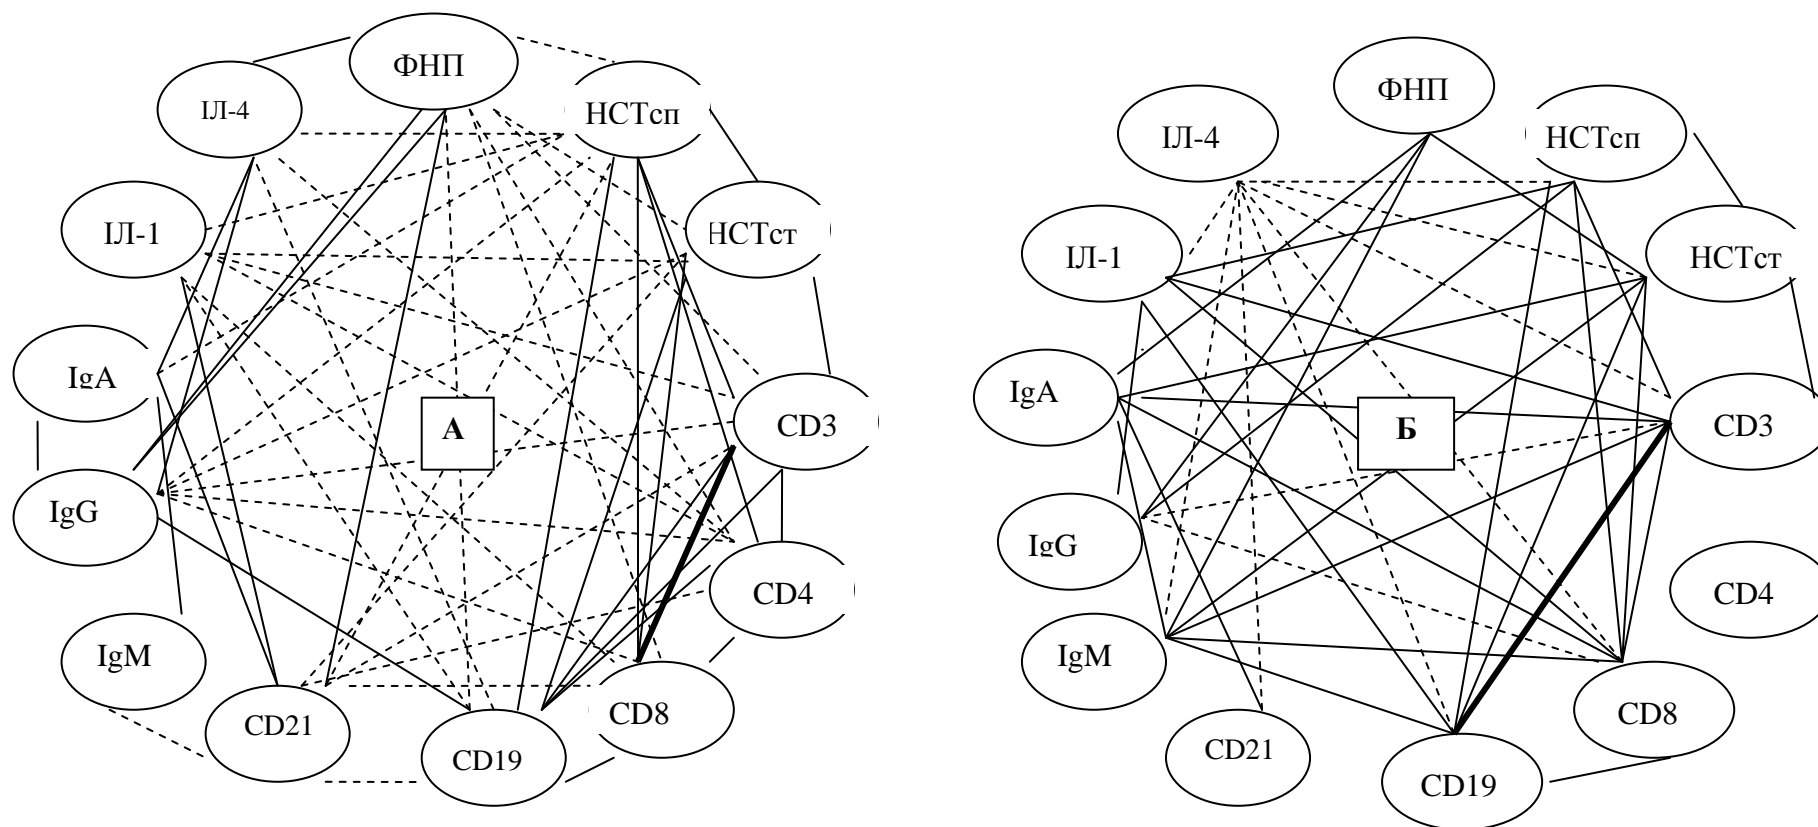 ФНП
ІЛ-4
НСТсп
ІЛ-1
НСТст
IgA
А
CD3
IgG
CD4
IgM
CD21
CD8
CD19
ФНП
ІЛ-4
НСТсп
ІЛ-1
НСТст
IgA
Б
CD3
IgG
CD4
IgM
CD8
CD21
CD19